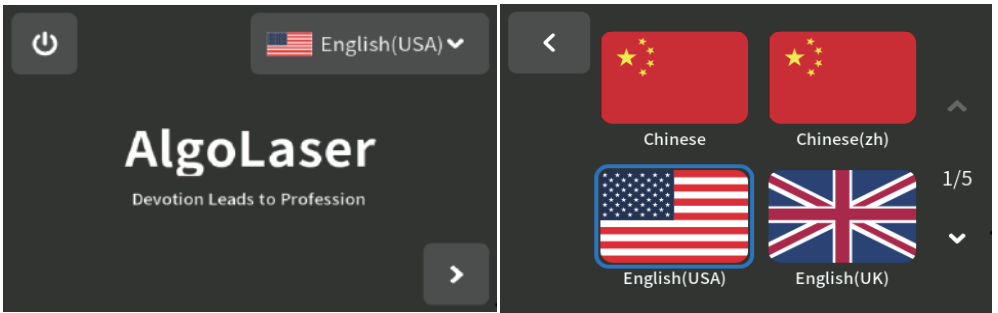 English(USA)
AlgoLaser
Devotion Leads to Profession
Chinese
Chinese(zh)
English(USA)
English(UK)
1/5